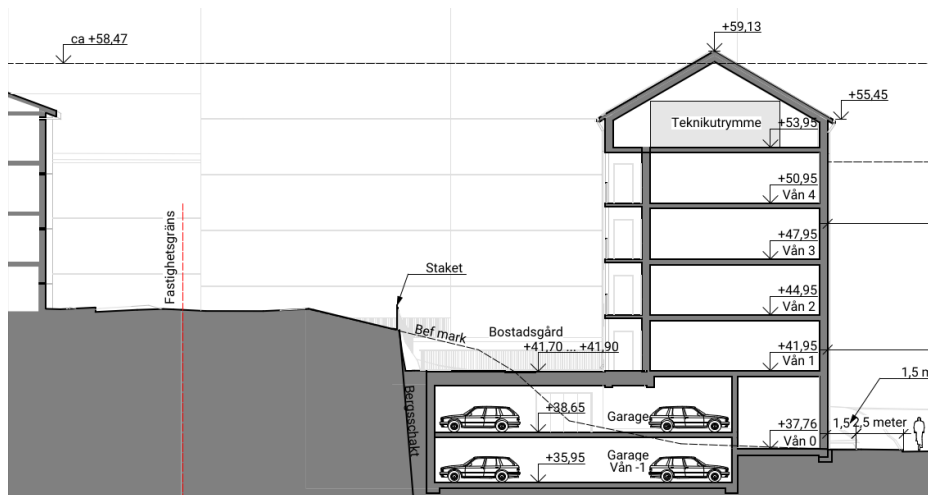 +59,13
ca +58,47
+55,45
Teknikutrymme
+53,95
+50,95
Vån 4
Fastighetsgräns
+47,95
Vån 3
Staket
+44,95
Vån 2
Bef mark
Bostadsgård
+41,70 ... +41,90
+41,95
Vån 1
1,5 m
Bergsschakt
+38,65
Garage
+37,76
Vån 0
1,5
2,5 meter
+35,95
Garage
Vån -1